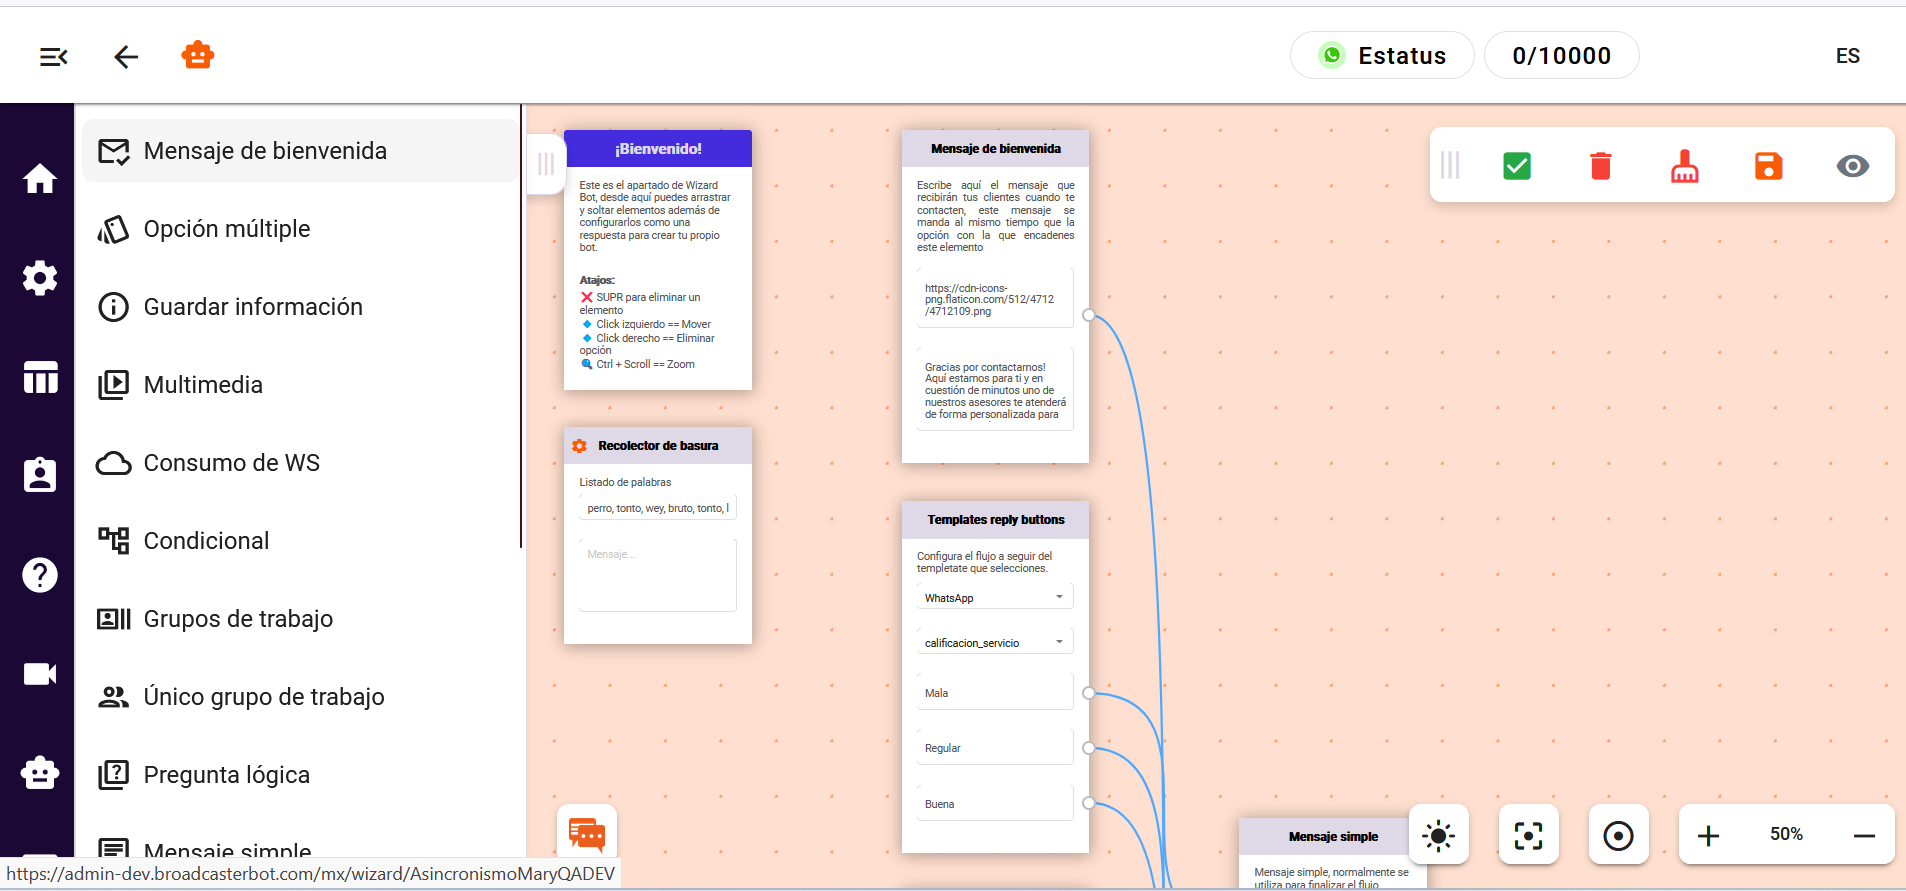 Estatus
0/10000
ES
Mensaje de bienvenida
Opción múltiple
Guardar información
Multimedia
Consumo de WS
Condicional
Grupos de trabajo
Único grupo de trabajo
Pregunta lógica
Mensaje simple
https://admin-dev.broadcasterbot.com/mx/wizard/AsincronismoMaryQADEV
¡Bienvenido!
Este es el apartado de Wizard
Bot, desde aquí puedes arrastrar
y soltar elementos además de
configurarlos como una
respuesta para crear tu propio
bot.
Atajos:
❌ SUPR para eliminar un
elemento
🔹 Click izquierdo == Mover
🔹 Click derecho == Eliminar
opción
🔍 Ctrl + Scroll == Zoom
Recolector de basura
Listado de palabras
perro, tonto, wey, bruto, tonto, l
Mensaje...
Mensaje de bienvenida
Escribe aquí el mensaje que
recibirán tus clientes cuando te
contacten, este mensaje se
manda al mismo tiempo que la
opción con la que encadenes
este elemento
https://cdn-icons-
png.flaticon.com/512/4712
/4712109.png
Gracias por contactarnos!
Aquí estamos para ti y en
cuestión de minutos uno de
nuestros asesores te atenderá
de forma personalizada para
Templates reply buttons
Configura el flujo a seguir del
templetate que selecciones.
WhatsApp
calificacion_servicio
Mala
Regular
Buena
Mensaje simple
Mensaje simple, normalmente se
utiliza para finalizar el flujo
50%